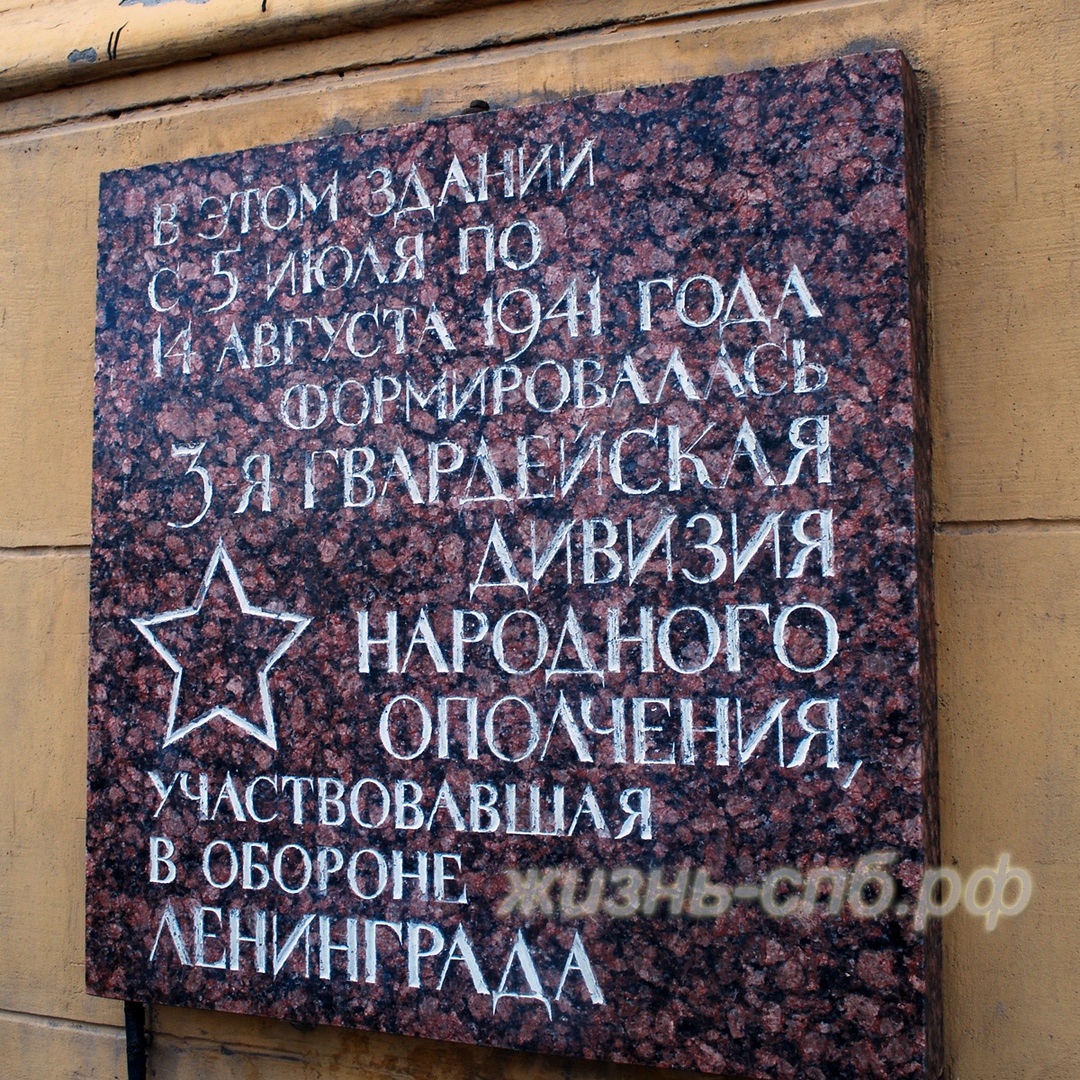 В ЭТОМ ЗДАНИИ
С 5 ИЮЛЯ ПО
14 АВГУСТА 1941 ГОДА
ФОРМИРОВАЛАСЬ
3 Я ГВАРДЕЙСКАЯ
ДИВИЗИЯ
НАРОДНОГО
ОПОЛЧЕНИЯ,
УЧАСТВОВАВШАЯ
В ОБОРОНЕ
ЛЕНИНГРАДА
жизнь-спб.рф